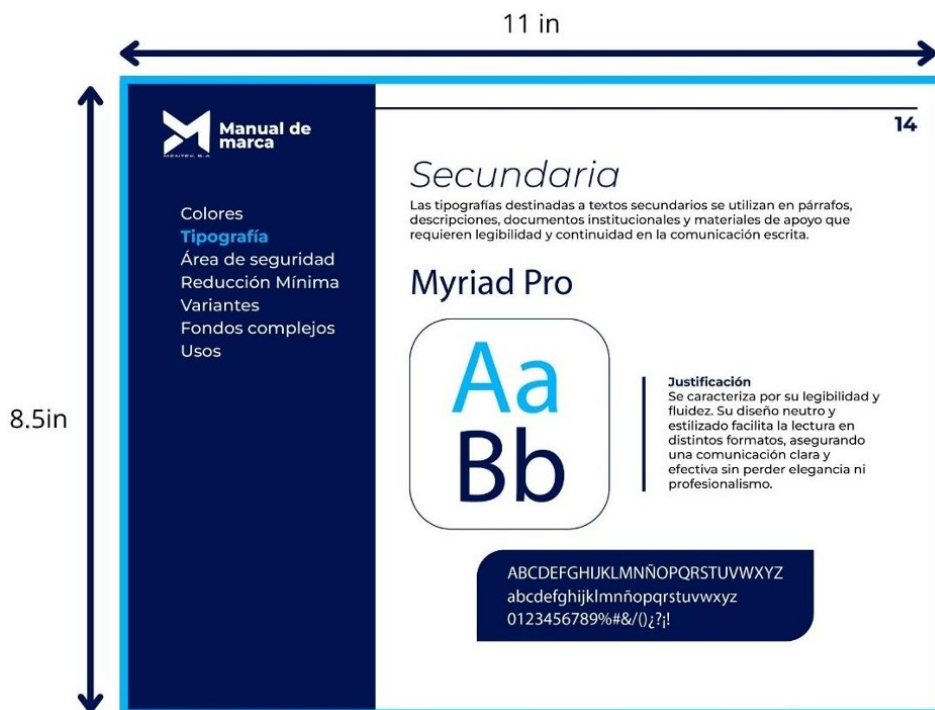 11 in
8.5in
Manual de
marca
MENTEK S.A
14
Colores
Tipografía
Área de seguridad
Reducción Mínima
Variantes
Fondos complejos
Usos
Secundaria
Las tipografías destinadas a textos secundarios se utilizan en párrafos,
descripciones, documentos institucionales y materiales de apoyo que
requieren legibilidad y continuidad en la comunicación escrita.
Myriad Pro
Aa
Bb
Justificación
Se caracteriza por su legibilidad y
fluidez. Su diseño neutro y
estilizado facilita la lectura en
distintos formatos, asegurando
una comunicación clara y
efectiva sin perder elegancia ni
profesionalismo.
ABCDEFGHIJKLMNÑOPQRSTUVWXYZ
abcdefghijklmnñopqrstuvwxyz
0123456789%#&/()¿?¡!